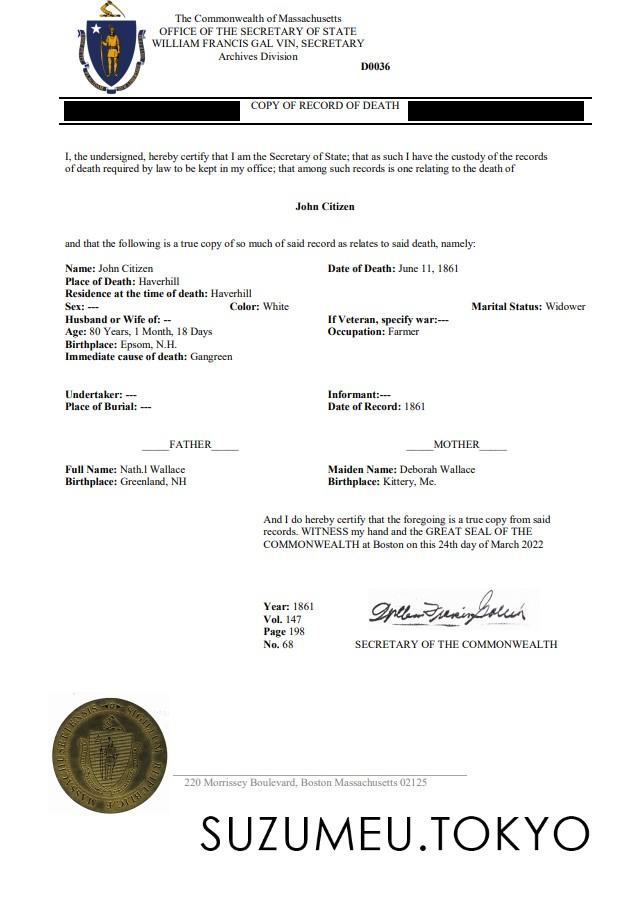 The Commonwealth of Massachusetts
OFFICE OF THE SECRETARY OF STATE
WILLIAM FRANCIS GAL VIN, SECRETARY
Archives Division
D0036
COPY OF RECORD OF DEATH
I, the undersigned, hereby certify that I am the Secretary of State; that as such I have the custody of the records
of death required by law to be kept in my office; that among such records is one relating to the death of
John Citizen
and that the following is a true copy of so much of said record as relates to said death, namely:
Name: John Citizen Date of Death: June 11, 1861
Place of Death: Haverhill
Residence at the time of death: Haverhill
Sex: --- Color: White Marital Status: Widower
Husband or Wife of: -- If Veteran, specify war:---
Age: 80 Years, 1 Month, 18 Days Occupation: Farmer
Birthplace: Epsom, N.H.
Immediate cause of death: Gangreen
Undertaker: --- Informant:---
Place of Burial: --- Date of Record: 1861
_____FATHER_____ _____MOTHER_____
Full Name: Nath.l Wallace Maiden Name: Deborah Wallace
Birthplace: Greenland, NH Birthplace: Kittery, Me.
And I do hereby certify that the foregoing is a true copy from said
records. WITNESS my hand and the GREAT SEAL OF THE
COMMONWEALTH at Boston on this 24th day of March 2022
Year: 1861
Vol. 147
Page 198
No. 68
William Francis Galvin
SECRETARY OF THE COMMONWEALTH
220 Morrissey Boulevard, Boston Massachusetts 02125
SUZUMEU.TOKYO